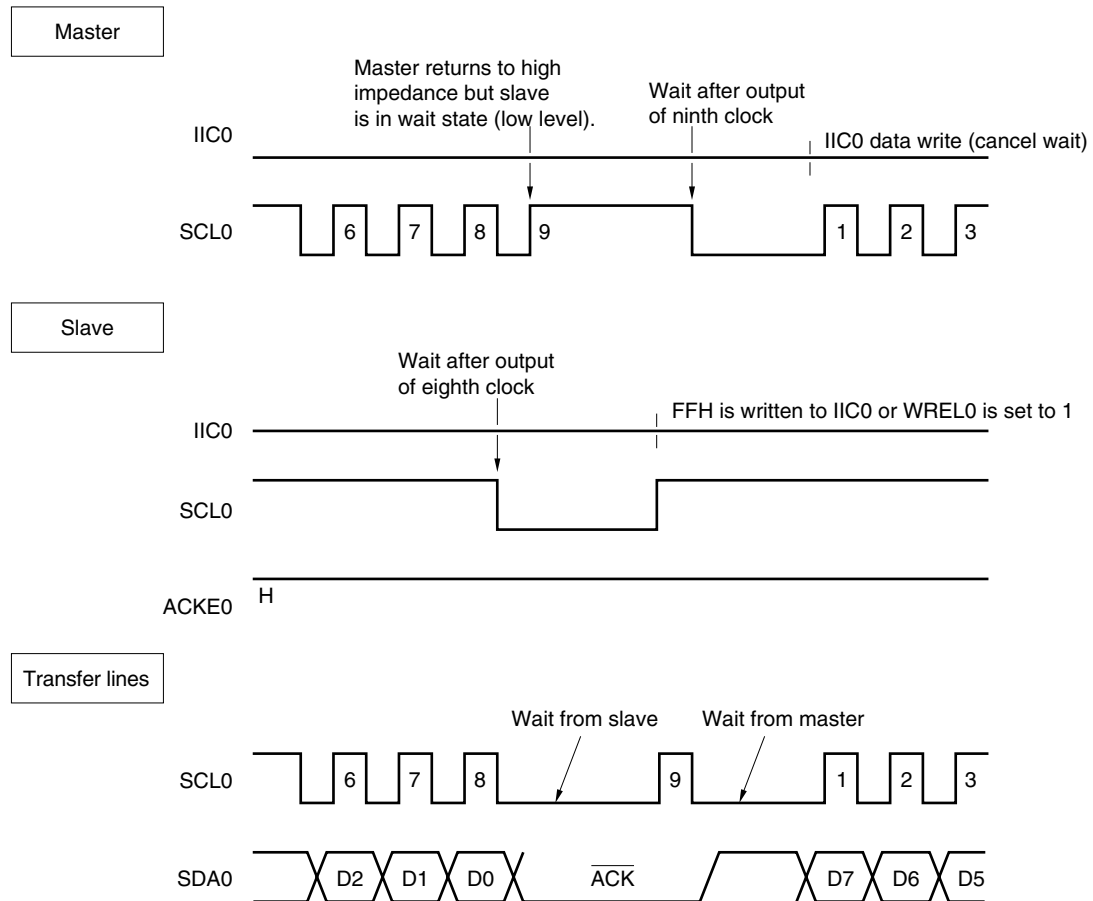 Master
Master returns to high
impedance but slave
is in wait state (low level).
Wait after output
of ninth clock
IIC0
IIC0 data write (cancel wait)
SCL0
6 7 8 9 1 2 3
Slave
Wait after output
of eighth clock
FFH is written to IIC0 or WREL0 is set to 1
IIC0
SCL0
H
ACKE0
Transfer lines
Wait from slave Wait from master
SCL0
6 7 8 9 1 2 3
SDA0
D2 D1 D0 ACK D7 D6 D5